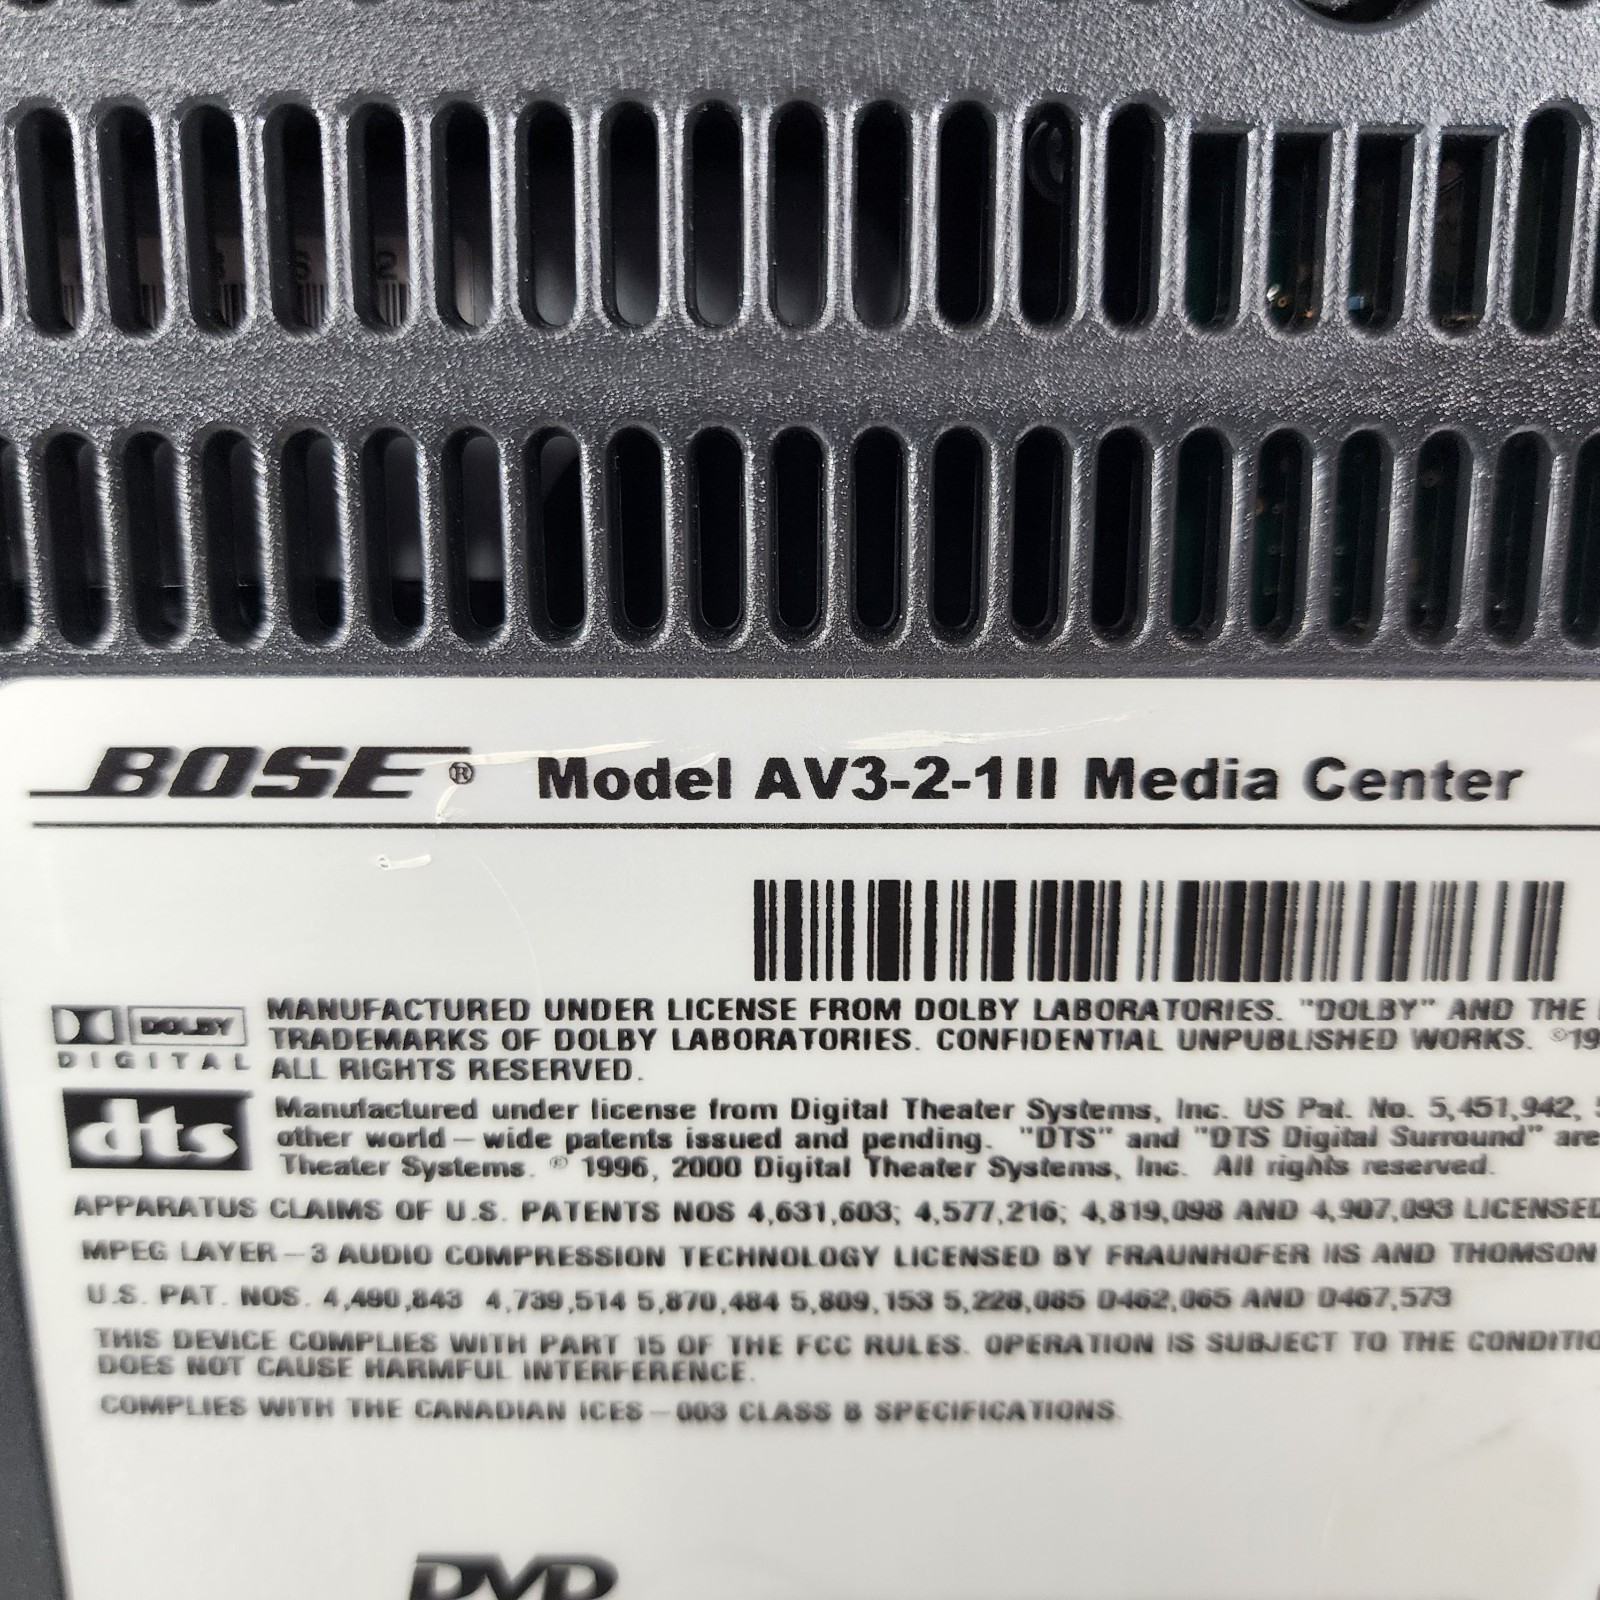 BOSE® Model AV3-2-1II Media Center
MANUFACTURED UNDER LICENSE FROM DOLBY LABORATORIES. "DOLBY" AND THE
DOLBY
TRADEMARKS OF DOLBY LABORATORIES. CONFIDENTIAL UNPUBLISHED WORKS. ©19
DIGITAL
ALL RIGHTS RESERVED.
dts
Manufactured under license from Digital Theater Systems, Inc. US Pat. No. 5,451,942,
other world-wide patents issued and pending. "DTS" and "DTS Digital Surround" are
Theater Systems. © 1996, 2000 Digital Theater Systems, Inc. All rights reserved.
APPARATUS CLAIMS OF U.S. PATENTS NOS 4,631,603; 4,577,216; 4,819,098 AND 4,907,093 LICENSED
MPEG LAYER-3 AUDIO COMPRESSION TECHNOLOGY LICENSED BY FRAUNHOFER IIS AND THOMSON
U.S. PAT. NOS. 4,490,843 4,739,514 5,870,484 5,809,153 5,228,085 D462,065 AND D467,573
THIS DEVICE COMPLIES WITH PART 15 OF THE FCC RULES. OPERATION IS SUBJECT TO THE CONDITIO
DOES NOT CAUSE HARMFUL INTERFERENCE.
COMPLIES WITH THE CANADIAN ICES-003 CLASS B SPECIFICATIONS.
DVD